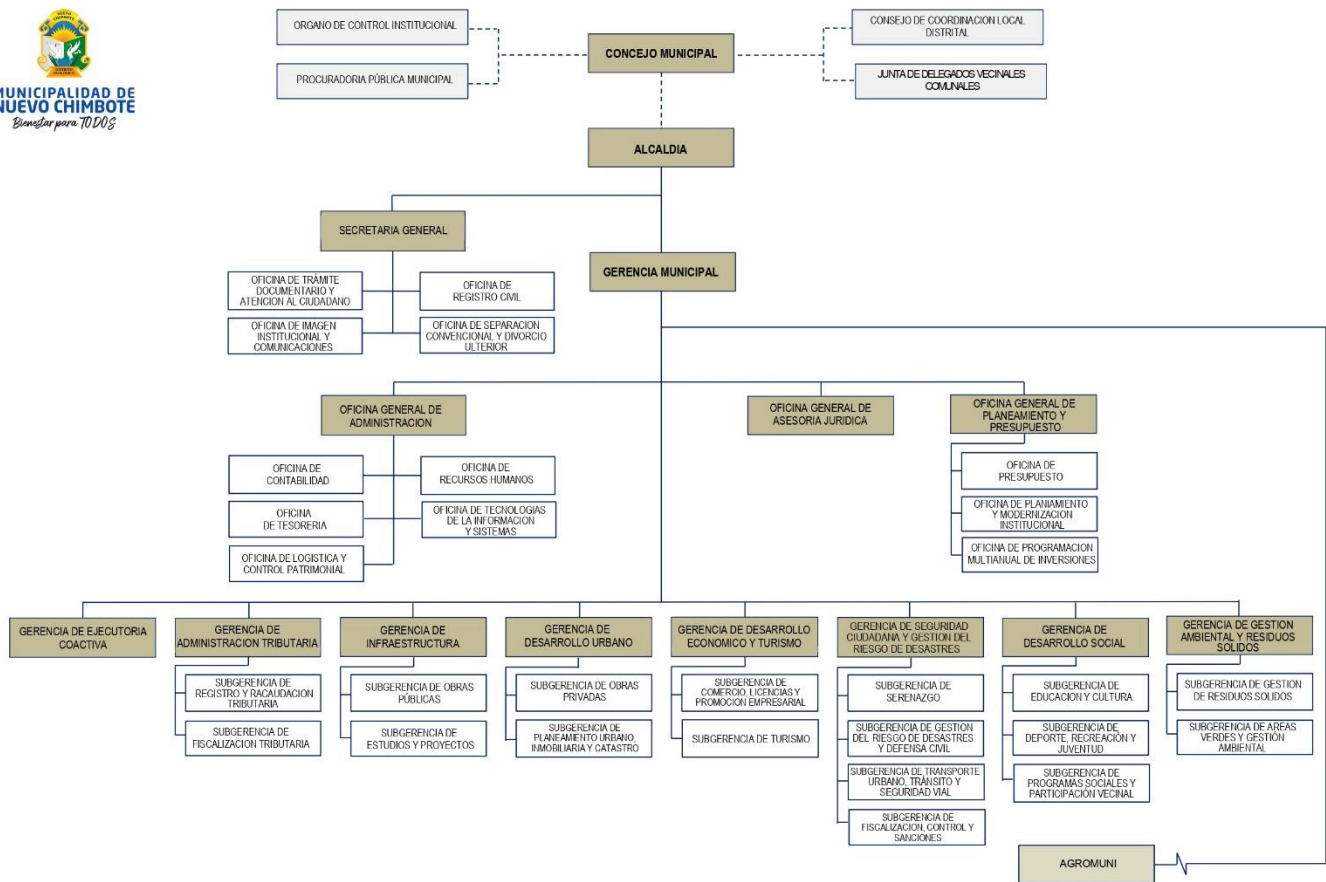 NUEVO
CHIMBOTE
MUNICIPALIDAD DE
NUEVO CHIMBOTE
Bienestar para TODOS
ORGANO DE CONTROL INSTITUCIONAL
PROCURADORIA PÚBLICA MUNICIPAL
CONCEJO MUNICIPAL
CONSEJO DE COORDINACION LOCAL
DISTRITAL
JUNTA DE DELEGADOS VECINALES
COMUNALES
ALCALDIA
SECRETARIA GENERAL
OFICINA DE TRÁMITE
DOCUMENTARIO Y
ATENCION AL CIUDADANO
OFICINA DE
REGISTRO CIVIL
OFICINA DE IMAGEN
INSTITUCIONAL Y
COMUNICACIONES
OFICINA DE SEPARACION
CONVENCIONAL Y DIVORCIO
ULTERIOR
GERENCIA MUNICIPAL
OFICINA GENERAL DE
ADMINISTRACION
OFICINA DE
CONTABILIDAD
OFICINA DE
RECURSOS HUMANOS
OFICINA
DE TESORERIA
OFICINA DE TECNOLOGIAS
DE LA INFORMACION
Y SISTEMAS
OFICINA DE LOGISTICA Y
CONTROL PATRIMONIAL
OFICINA GENERAL DE
ASESORIA JURIDICA
OFICINA GENERAL DE
PLANEAMIENTO Y
PRESUPUESTO
OFICINA DE
PRESUPUESTO
OFICINA DE PLANIAMIENTO
Y MODERNIZACION
INSTITUCIONAL
OFICINA DE PROGRAMACION
MULTIANUAL DE INVERSIONES
GERENCIA DE EJECUTORIA
COACTIVA
GERENCIA DE
ADMINISTRACION TRIBUTARIA
SUBGERENCIA DE
REGISTRO Y RACAUDACION
TRIBUTARIA
SUBGERENCIA DE
FISCALIZACION TRIBUTARIA
GERENCIA DE
INFRAESTRUCTURA
SUBGERENCIA DE OBRAS
PÚBLICAS
SUBGERENCIA DE
ESTUDIOS Y PROYECTOS
GERENCIA DE
DESARROLLO URBANO
SUBGERENCIA DE OBRAS
PRIVADAS
SUBGERENCIA DE
PLANEAMIENTO URBANO,
INMOBILIARIA Y CATASTRO
GERENCIA DE DESARROLLO
ECONOMICO Y TURISMO
SUBGERENCIA DE
COMERCIO, LICENCIAS Y
PROMOCION EMPRESARIAL
SUBGERENCIA DE TURISMO
GERENCIA DE SEGURIDAD
CIUDADANA Y GESTION DEL
RIESGO DE DESASTRES
SUBGERENCIA DE
SERENAZGO
SUBGERENCIA DE GESTION
DEL RIESGO DE DESASTRES
Y DEFENSA CIVIL
SUBGERENCIA DE TRANSPORTE
URBANO, TRÁNSITO Y
SEGURIDAD VIAL
SUBGERENCIA DE
FISCALIZACION, CONTROL Y
SANCIONES
GERENCIA DE
DESARROLLO SOCIAL
SUBGERENCIA DE
EDUCACION Y CULTURA
SUBGERENCIA DE
DEPORTE, RECREACIÓN Y
JUVENTUD
SUBGERENCIA DE
PROGRAMAS SOCIALES Y
PARTICIPACIÓN VECINAL
GERENCIA DE GESTION
AMBIENTAL Y RESIDUOS
SOLIDOS
SUBGERENCIA DE GESTION
DE RESIDUOS SOLIDOS
SUBGERENCIA DE AREAS
VERDES Y GESTIÓN
AMBIENTAL
AGROMUNI